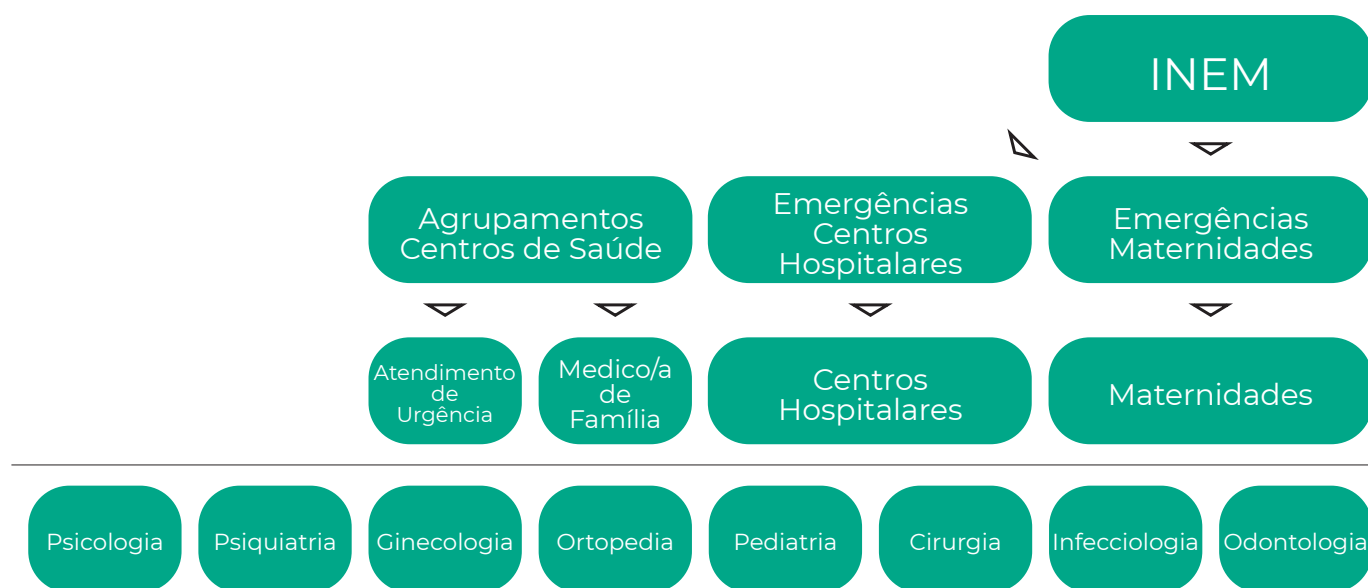 INEM
Agrupamentos
Centros de Saúde
Emergências
Centros
Hospitalares
Emergências
Maternidades
Atendimento
de
Urgência
Medico/a
de
Família
Centros
Hospitalares
Maternidades
Psicologia
Psiquiatria
Ginecologia
Ortopedia
Pediatria
Cirurgia
Infecciologia
Odontologia